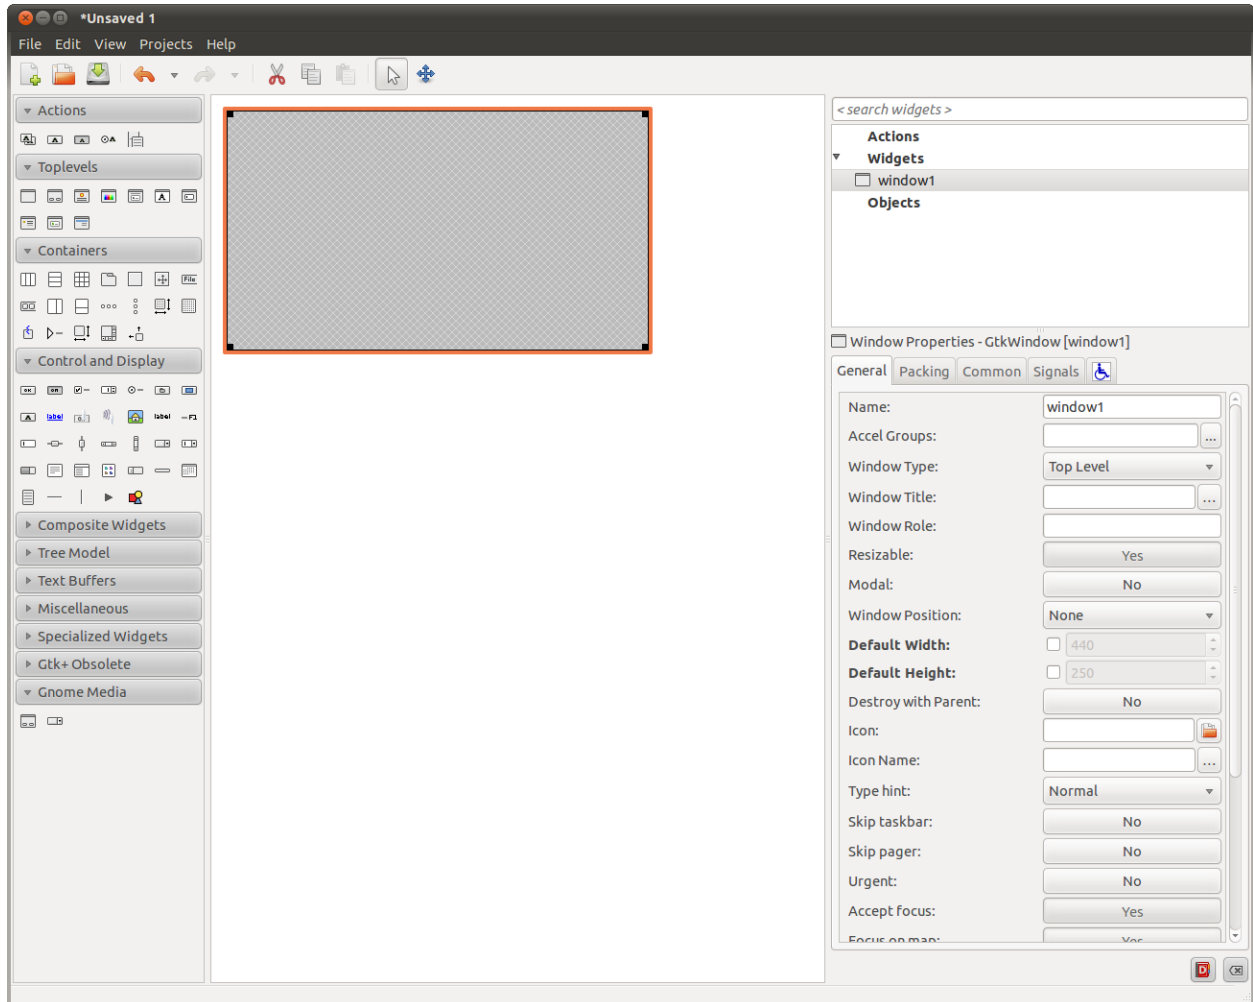 *Unsaved 1
File Edit View Projects Help
Actions
Toplevels
Containers
Control and Display
Composite Widgets
Tree Model
Text Buffers
Miscellaneous
Specialized Widgets
Gtk+ Obsolete
Gnome Media
< search widgets >
Actions
Widgets
window1
Objects
Window Properties - GtkWindow [window1]
General Packing Common Signals
Name: window1
Accel Groups: ...
Window Type: Top Level
Window Title: ...
Window Role:
Resizable: Yes
Modal: No
Window Position: None
Default Width: 440
Default Height: 250
Destroy with Parent: No
Icon:
Icon Name: ...
Type hint: Normal
Skip taskbar: No
Skip pager: No
Urgent: No
Accept focus: Yes
Focus on map: Yes